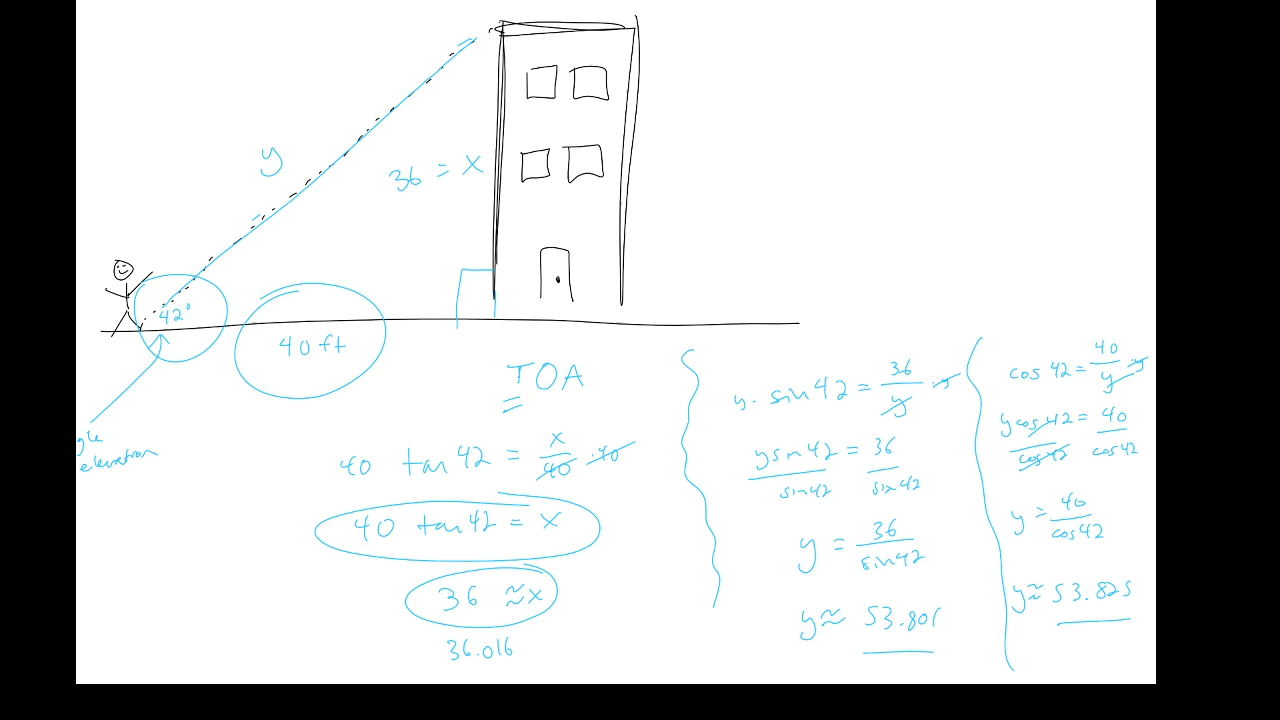 y
36 = x
42°
40 ft
elevation
TOA
40 tan 42 = x/40 · 40
40 tan 42 = x
36 ≈ x
36.016
y · sin 42 = 36/y · y
y sin 42 / sin 42 = 36 / sin 42
y = 36 / sin 42
y ≈ 53.801
cos 42 = 40/y · y
y cos 42 / cos 42 = 40 / cos 42
y = 40 / cos 42
y ≈ 53.825